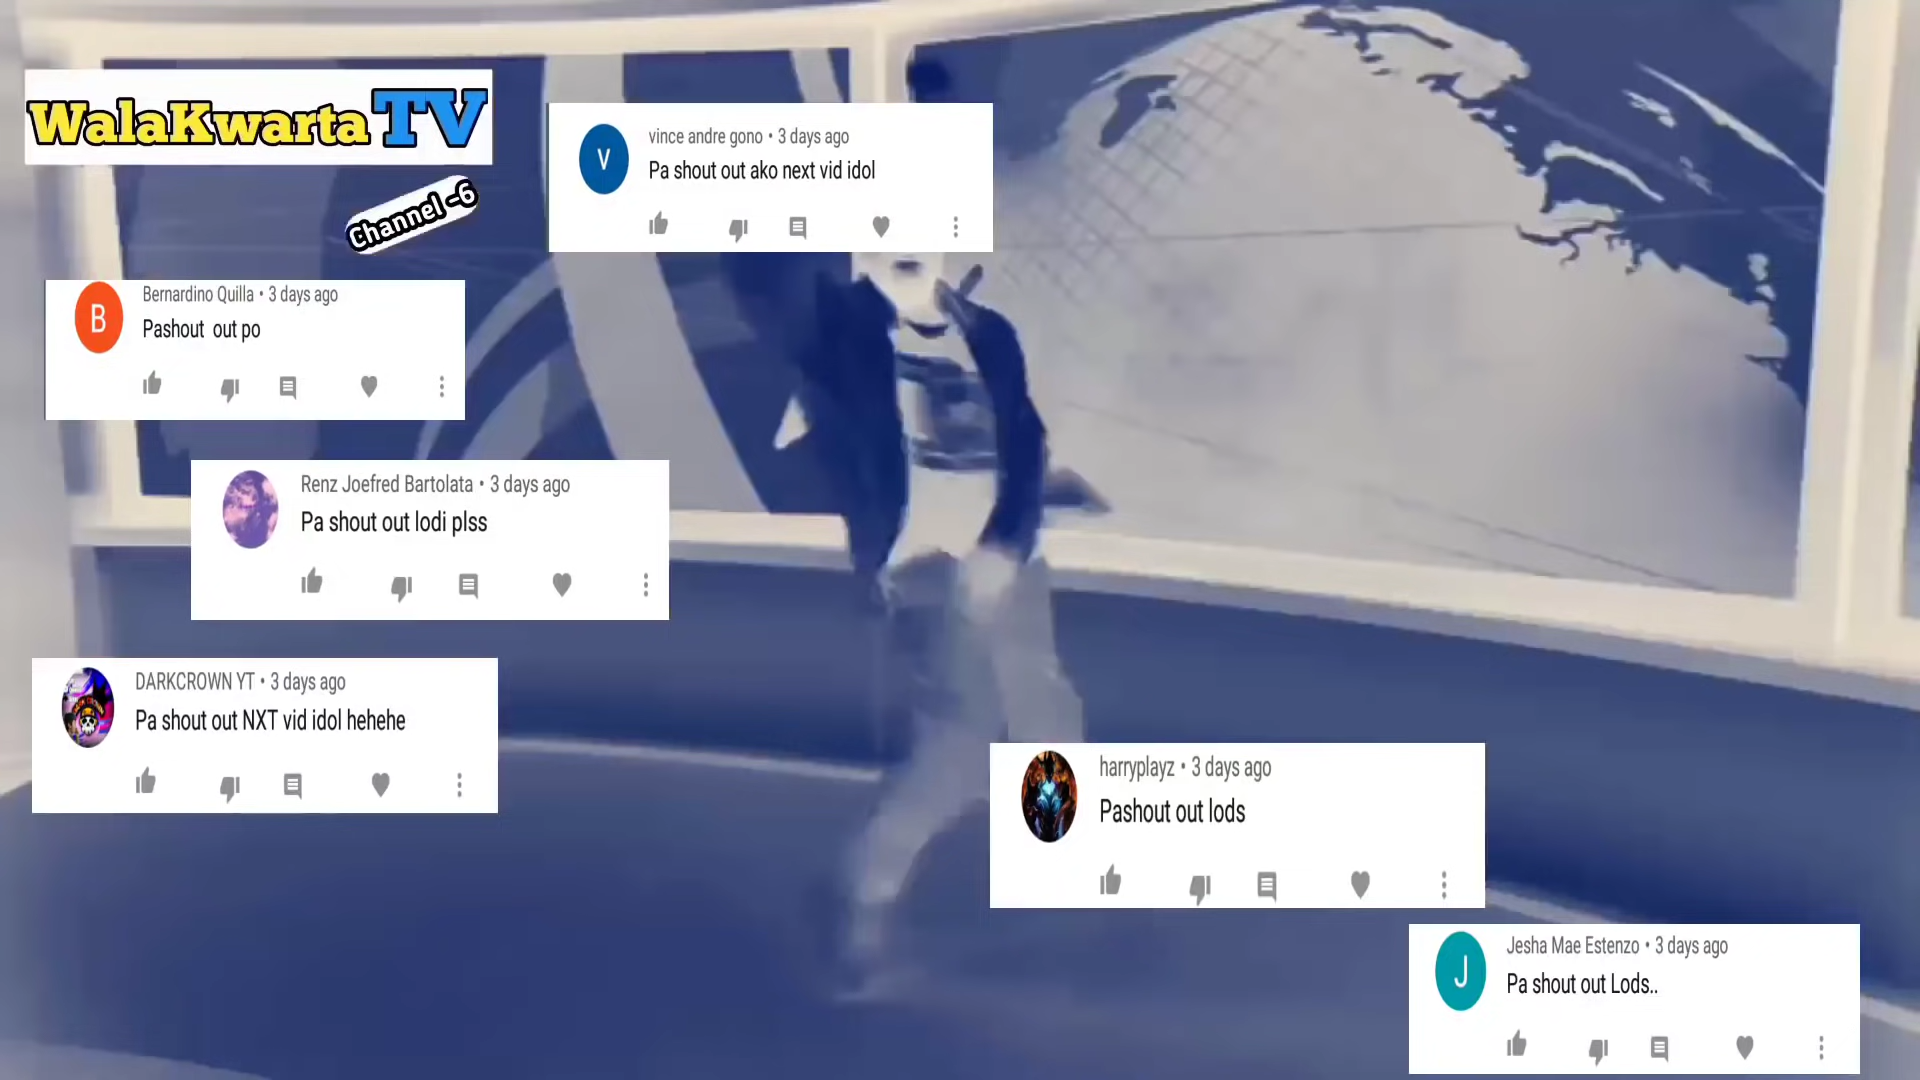 WalaKwartaTV
Channel -6
V
vince andre gono • 3 days ago
Pa shout out ako next vid idol
B
Bernardino Quilla • 3 days ago
Pashout  out po
Renz Joefred Bartolata • 3 days ago
Pa shout out lodi plss
DARKCROWN YT • 3 days ago
Pa shout out NXT vid idol hehehe
harryplayz • 3 days ago
Pashout out lods
J
Jesha Mae Estenzo • 3 days ago
Pa shout out Lods..